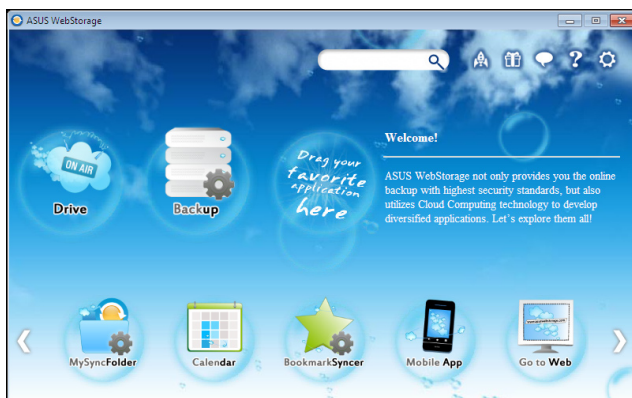 ASUS WebStorage
?
Welcome!
ON AIR
Drag your
favorite
application
here
ASUS WebStorage not only provides you the online
backup with highest security standards, but also
utilizes Cloud Computing technology to develop
diversified applications. Let's explore them all!
Drive
Backup
MySyncFolder
Calendar
BookmarkSyncer
Mobile App
Go to Web